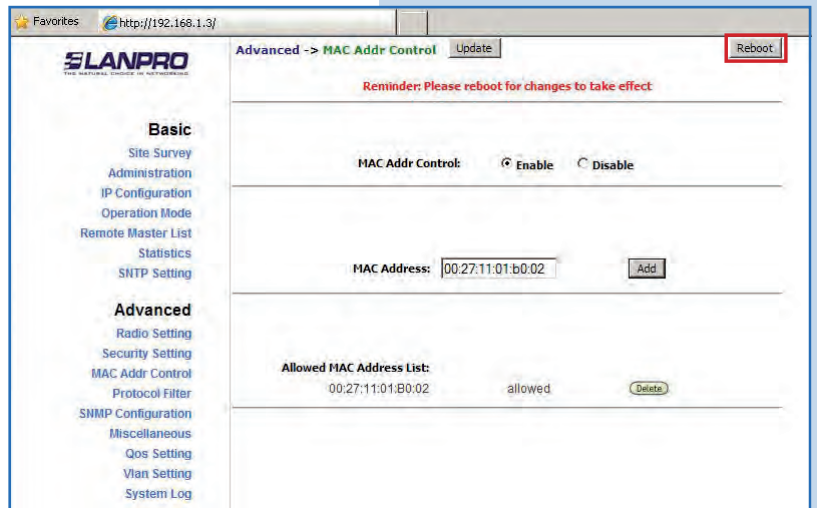 Favorites
http://192.168.1.3/
LANPRO
THE NATURAL CHOICE IN NETWORKING
Advanced -> MAC Addr Control Update Reboot
Reminder: Please reboot for changes to take effect
Basic
Site Survey
Administration
IP Configuration
Operation Mode
Remote Master List
Statistics
SNTP Setting
Advanced
Radio Setting
Security Setting
MAC Addr Control
Protocol Filter
SNMP Configuration
Miscellaneous
Qos Setting
Vlan Setting
System Log
MAC Addr Control: Enable Disable
MAC Address: 00:27:11:01:b0:02 Add
Allowed MAC Address List:
00:27:11:01:B0:02 allowed Delete